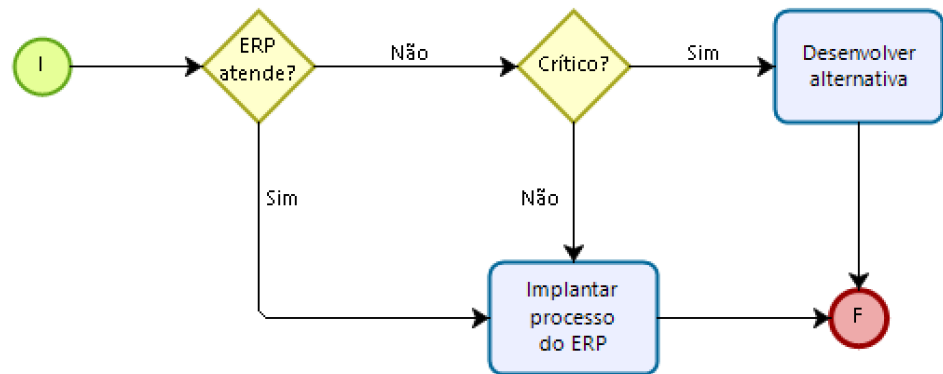 I
ERP
atende?
Não
Crítico?
Sim
Desenvolver
alternativa
Sim
Não
Implantar
processo
do ERP
F